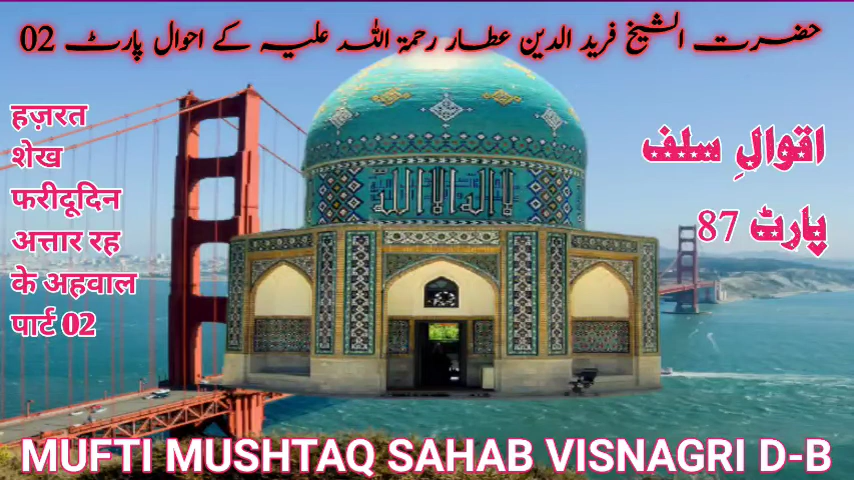 حضرت الشیخ فرید الدین عطار رحمۃ اللہ علیہ کے احوال پارٹ 02
हज़रत
शेख
फरीदूदिन
अत्तार रह
के अहवाल
पार्ट 02
اقوالِ سلف
پارٹ 87
MUFTI MUSHTAQ SAHAB VISNAGRI D-B